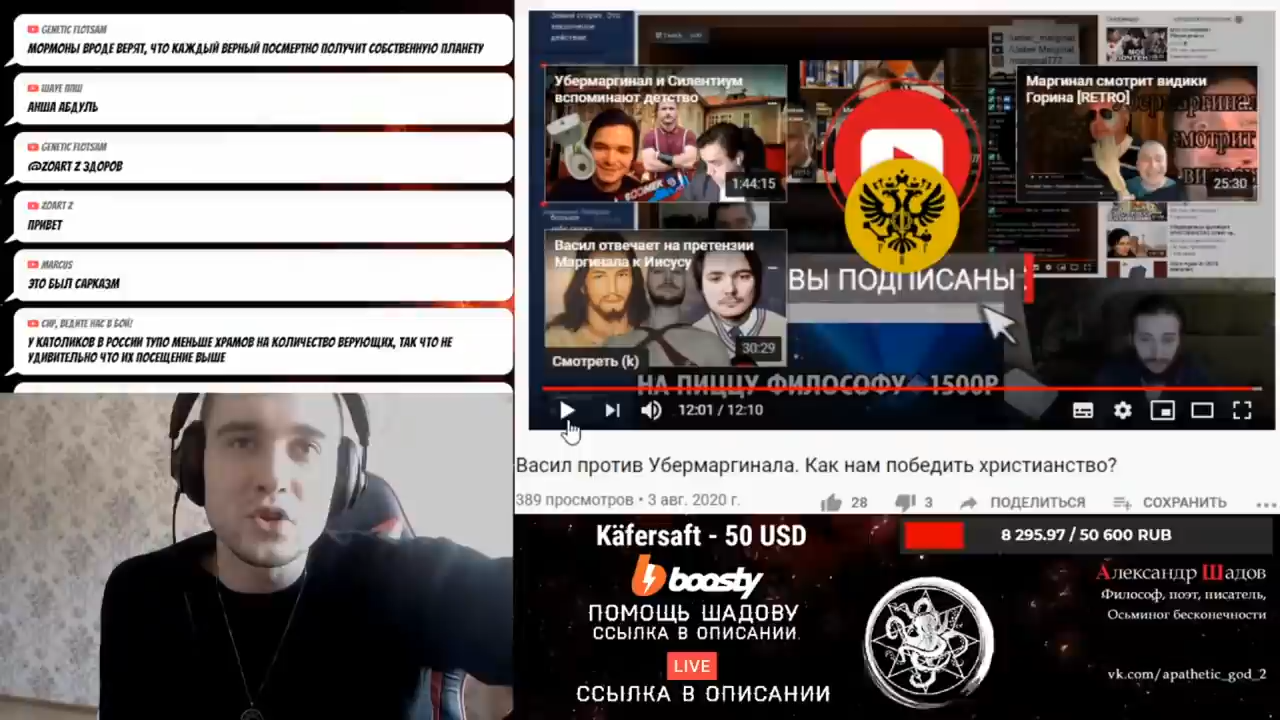 GENETIC FLOTSAM
МОРМОНЫ ВРОДЕ ВЕРЯТ, ЧТО КАЖДЫЙ ВЕРНЫЙ ПОСМЕРТНО ПОЛУЧИТ СОБСТВЕННУЮ ПЛАНЕТУ
ШАУЕ ППШ
АНША АБДУЛЬ
GENETIC FLOTSAM
@ZOART Z ЗДОРОВ
ZOART Z
ПРИВЕТ
MARCUS
ЭТО БЫЛ САРКАЗМ
СИР, ВЕДИТЕ НАС В БОЙ!
У КАТОЛИКОВ В РОССИИ ТУПО МЕНЬШЕ ХРАМОВ НА КОЛИЧЕСТВО ВЕРУЮЩИХ, ТАК ЧТО НЕ
УДИВИТЕЛЬНО ЧТО ИХ ПОСЕЩЕНИЕ ВЫШЕ
действие
Убермаргинал и Силентиум
вспоминают детство
1:44:15
Маргинал смотрит видики
Горина [RETRO]
смотрит
25:30
Васил отвечает на претензии
Маргинала к Иисусу
30:29
Смотреть (k)
ВЫ ПОДПИСАНЫ
НА ПИЦЦУ ФИЛОСОФУ - 1500Р
12:01 / 12:10
Васил против Убермаргинала. Как нам победить христианство?
389 просмотров • 3 авг. 2020 г.
28
3
ПОДЕЛИТЬСЯ
СОХРАНИТЬ
Käfersaft - 50 USD
boosty
ПОМОЩЬ ШАДОВУ
ССЫЛКА В ОПИСАНИИ
LIVE
ССЫЛКА В ОПИСАНИИ
8 295.97 / 50 600 RUB
Александр Шадов
Философ, поэт, писатель,
Осьминог бесконечности
vk.com/apathetic_god_2